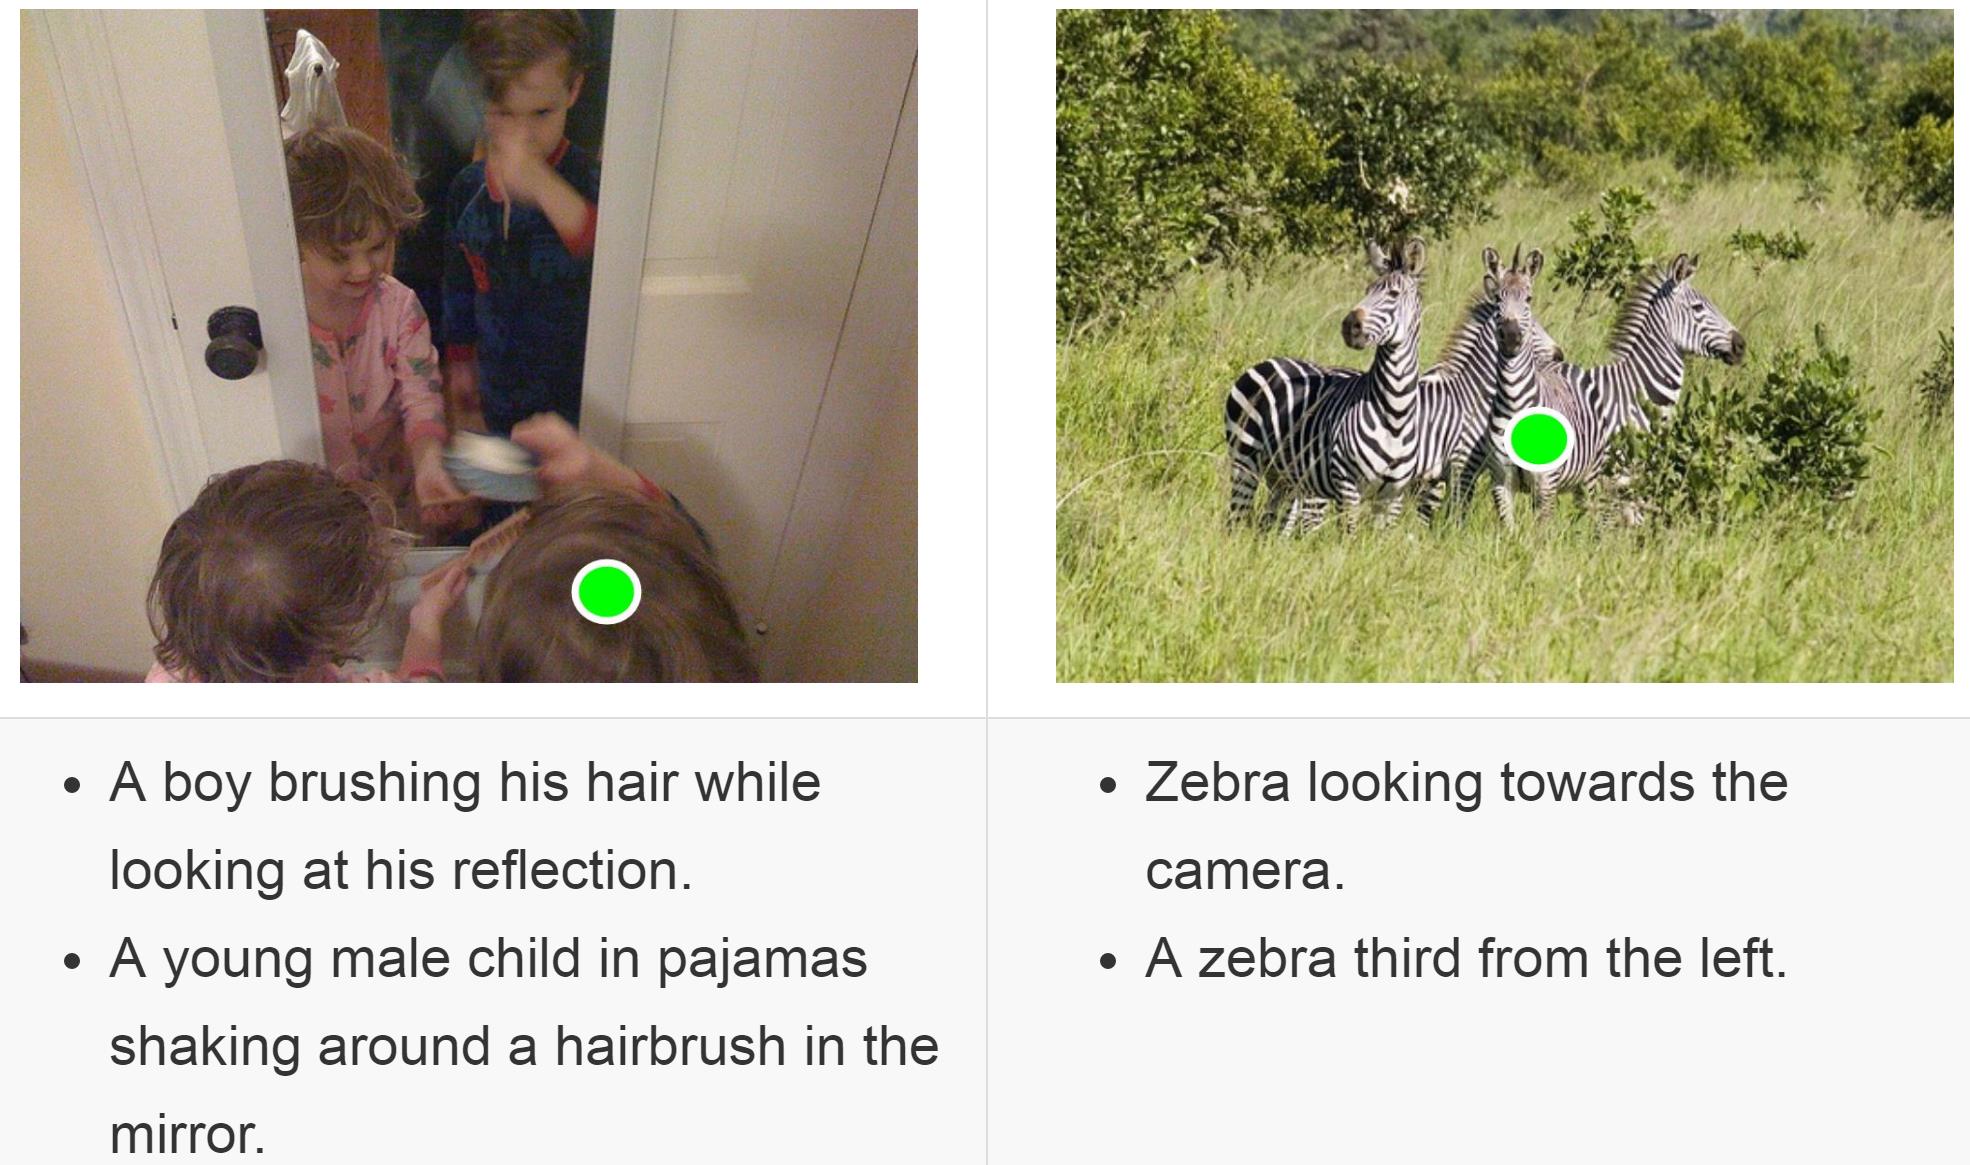 A boy brushing his hair while
looking at his reflection.
A young male child in pajamas
shaking around a hairbrush in the
mirror.
Zebra looking towards the
camera.
A zebra third from the left.